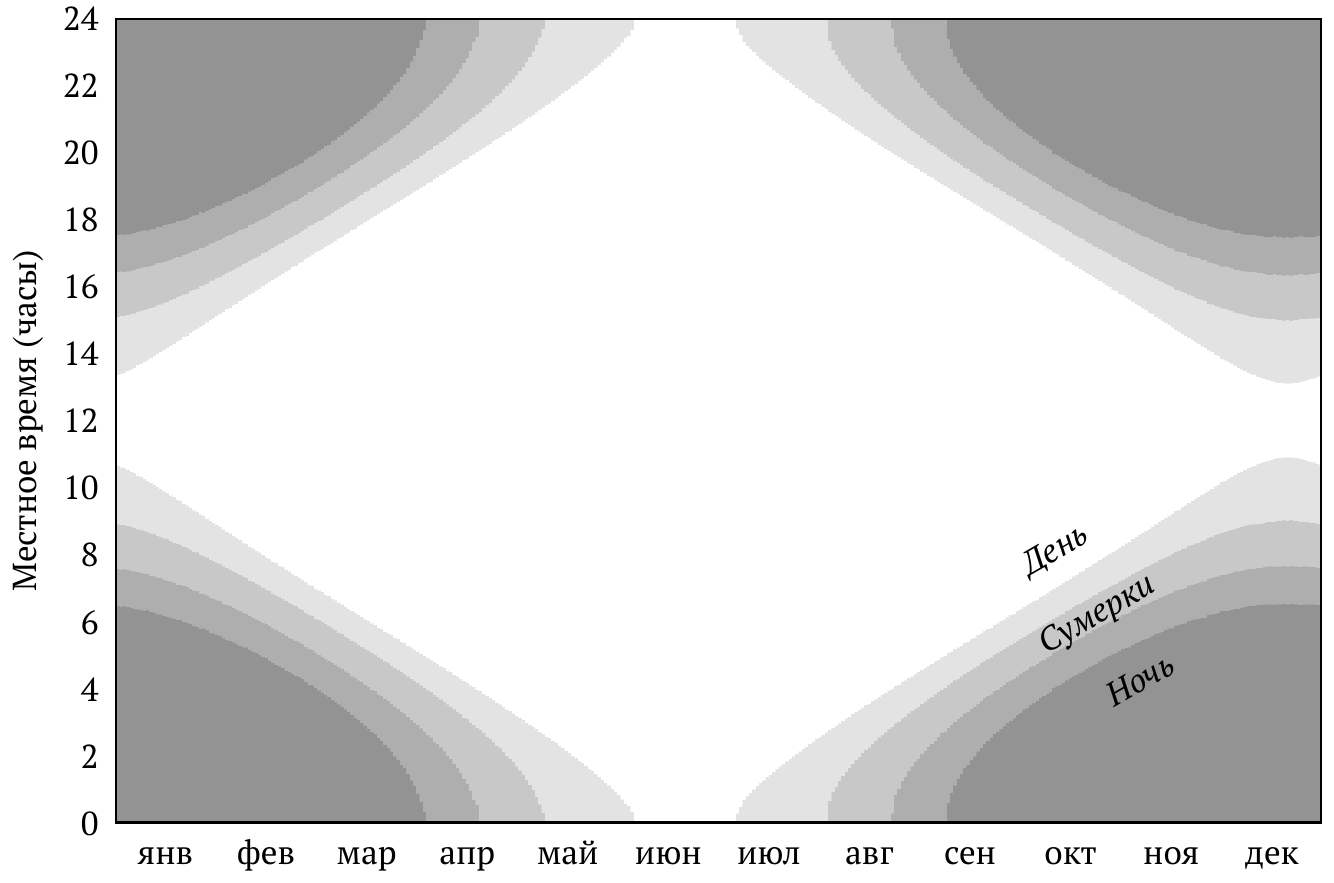 24
22
20
18
16
14
12
10
8
6
4
2
0
Местное время (часы)
День
Сумерки
Ночь
янв фев мар апр май июн июл авг сен окт ноя дек